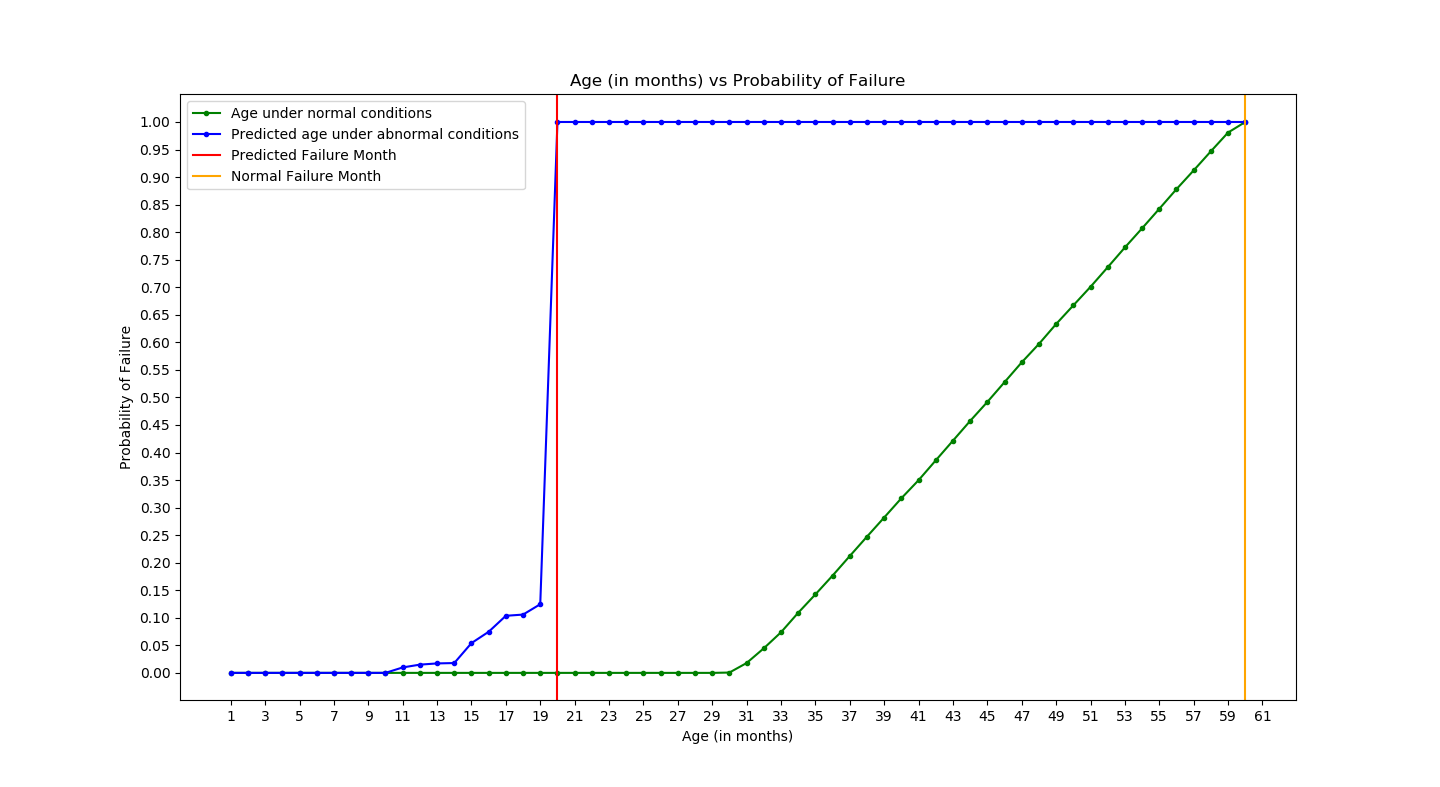 Age (in months) vs Probability of Failure
Age under normal conditions
Predicted age under abnormal conditions
Predicted Failure Month
Normal Failure Month
Probability of Failure
1.00
0.95
0.90
0.85
0.80
0.75
0.70
0.65
0.60
0.55
0.50
0.45
0.40
0.35
0.30
0.25
0.20
0.15
0.10
0.05
0.00
1 3 5 7 9 11 13 15 17 19 21 23 25 27 29 31 33 35 37 39 41 43 45 47 49 51 53 55 57 59 61
Age (in months)